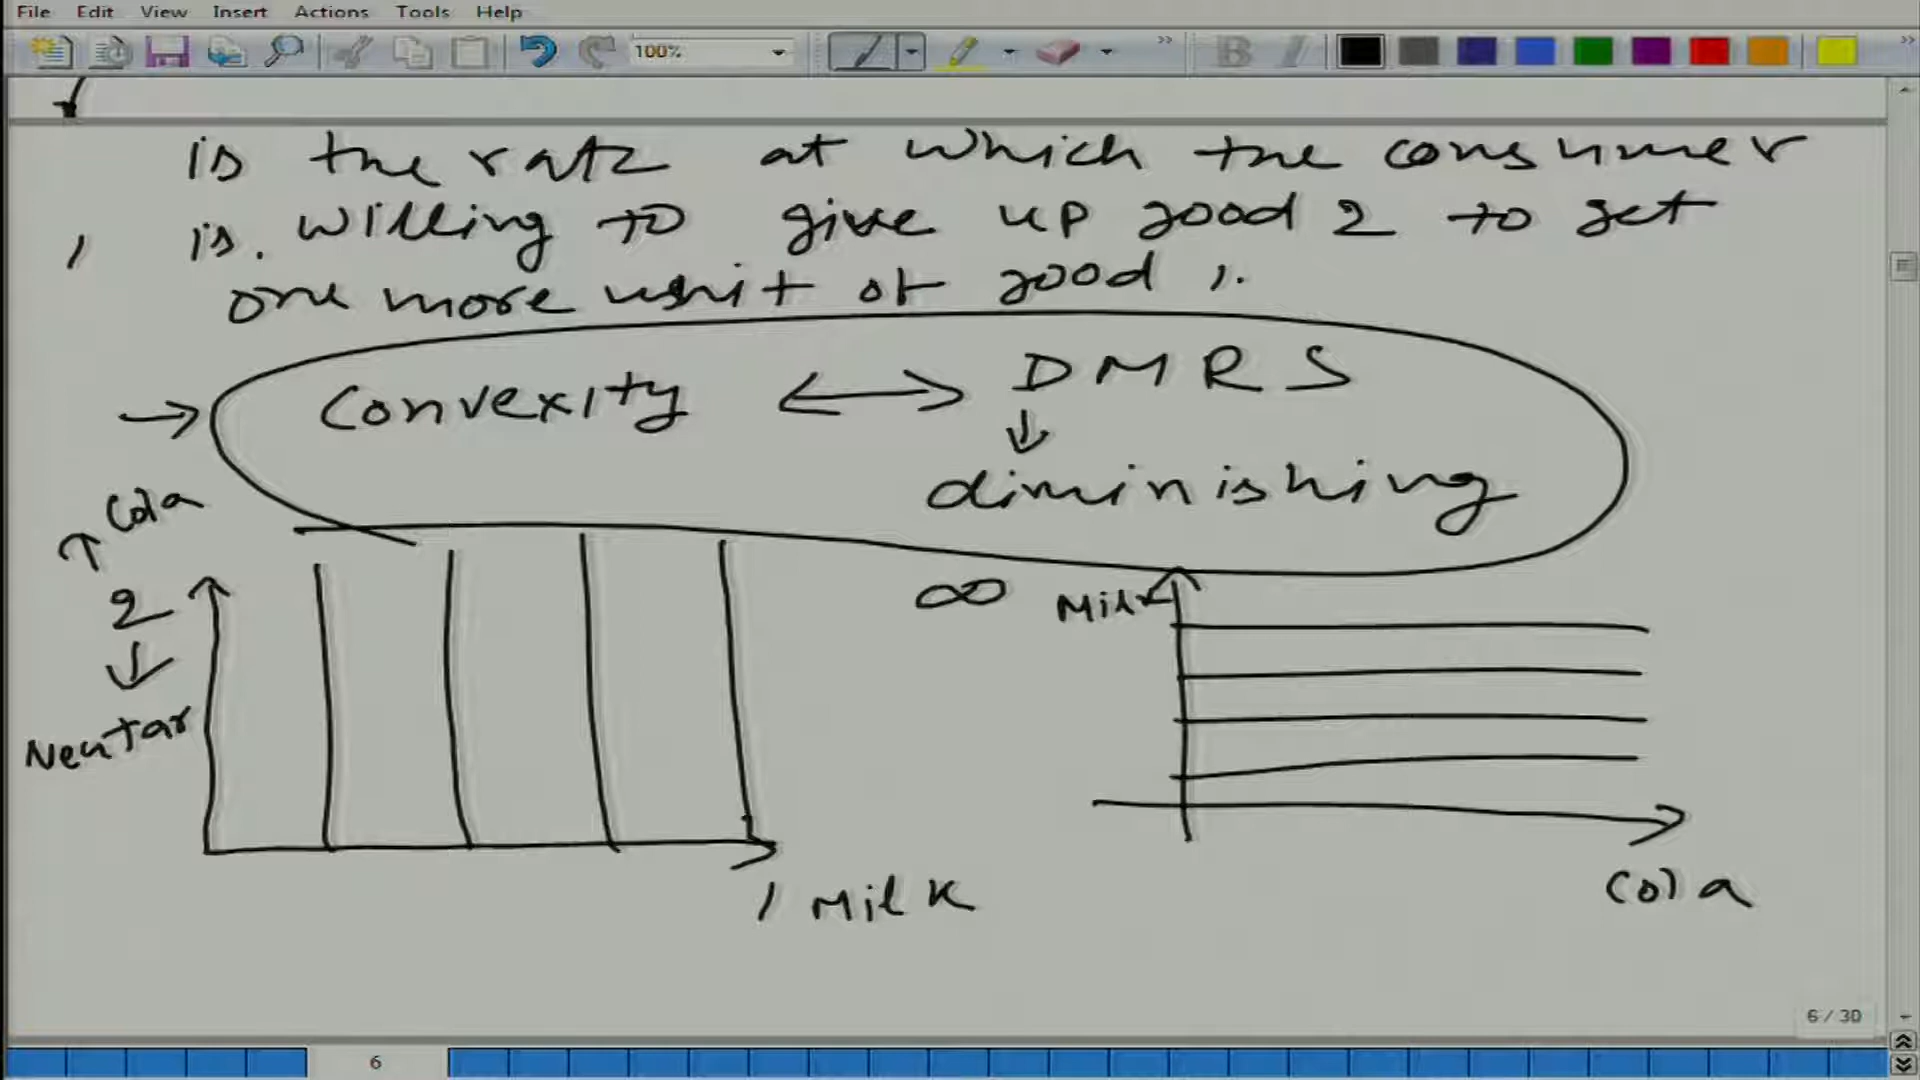 File Edit View Insert Actions Tools Help
100%
is the rate at which the consumer
is. willing to give up good 2 to get
one more unit of good 1.
Convexity ↔ DMRS
diminishing
Cola
2
Neutar
1 Milk
∞
Milk
Cola
6 / 30
6